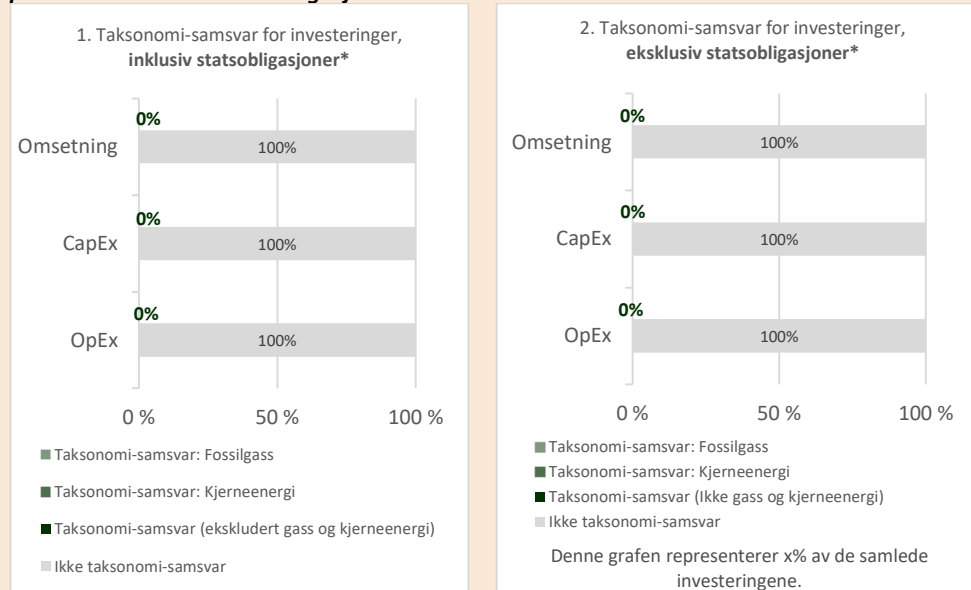 1. Taksonomi-samsvar for investeringer,
inklusiv statsobligasjoner*
0%
Omsetning
100%
0%
CapEx
100%
0%
OpEx
100%
0 %
50 %
100 %
Taksonomi-samsvar: Fossilgass
Taksonomi-samsvar: Kjerneenergi
Taksonomi-samsvar (ekskludert gass og kjerneenergi)
Ikke taksonomi-samsvar
2. Taksonomi-samsvar for investeringer,
eksklusiv statsobligasjoner*
0%
Omsetning
100%
0%
CapEx
100%
0%
OpEx
100%
0 %
50 %
100 %
Taksonomi-samsvar: Fossilgass
Taksonomi-samsvar: Kjerneenergi
Taksonomi-samsvar (Ikke gass og kjerneenergi)
Ikke taksonomi-samsvar
Denne grafen representerer x% av de samlede
investeringene.